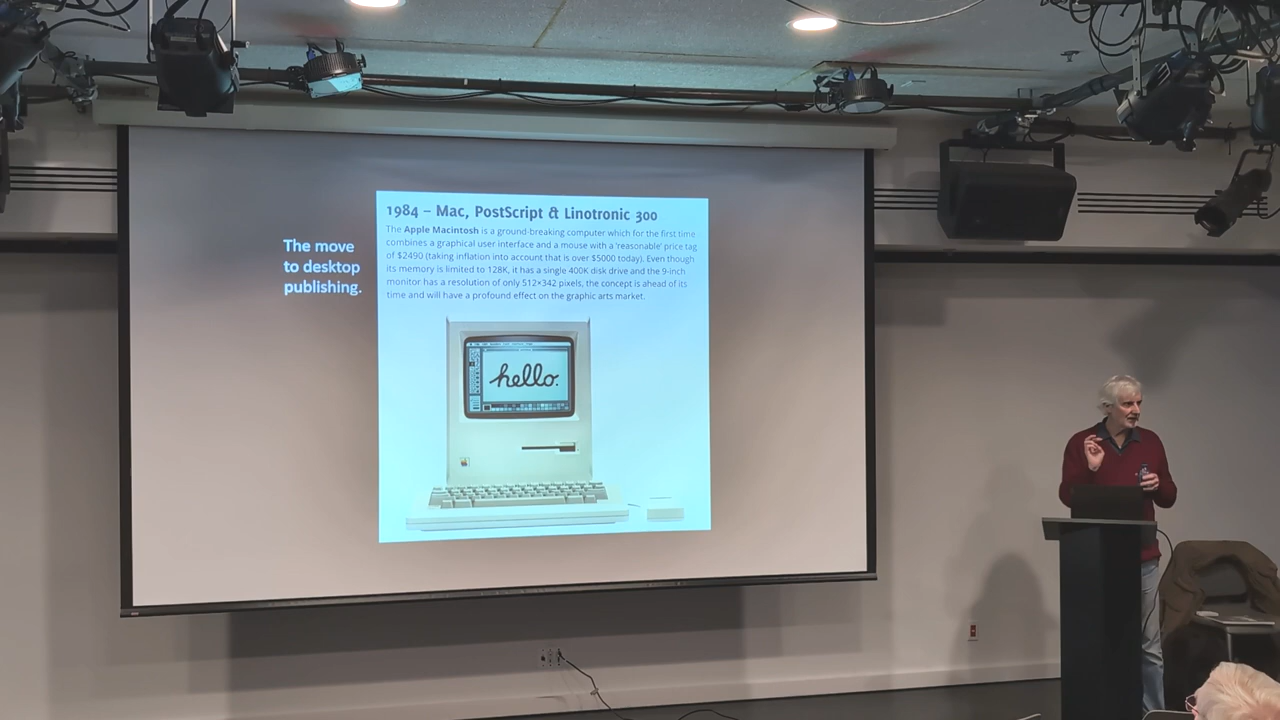 The move
to desktop
publishing.
1984 – Mac, PostScript & Linotronic 300
The Apple Macintosh is a ground-breaking computer which for the first time
combines a graphical user interface and a mouse with a ‘reasonable’ price tag
of $2490 (taking inflation into account that is over $5000 today). Even though
its memory is limited to 128K, it has a single 400K disk drive and the 9-inch
monitor has a resolution of only 512×342 pixels, the concept is ahead of its
time and will have a profound effect on the graphic arts market.
hello.